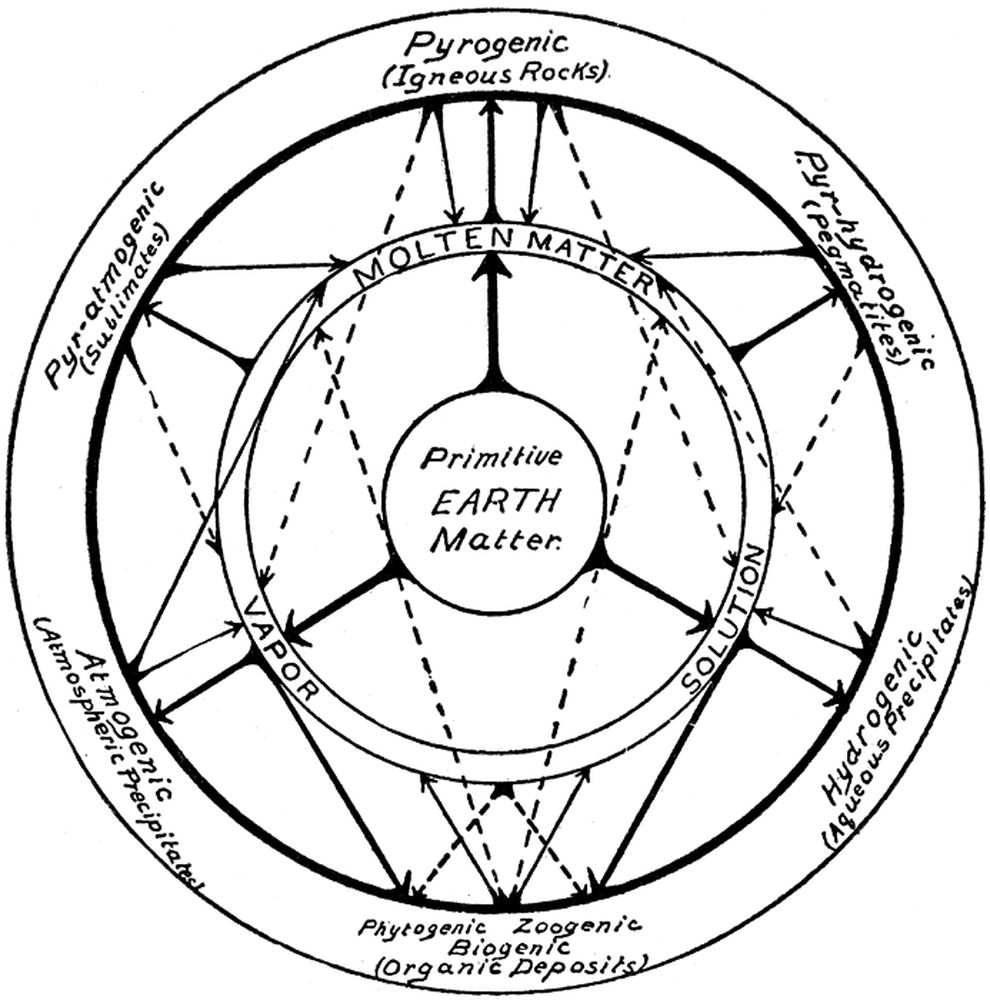 Pyrogenic
(Igneous Rocks).
Pyr-atmogenic
(Sublimates)
Pyr-hydrogenic
(Pegmatites)
MOLTEN MATTER
Primitive
EARTH
Matter.
VAPOR
SOLUTION
Atmogenic
(Atmospheric Precipitates)
Hydrogenic
(Aqueous Precipitates)
Phytogenic Zoogenic
Biogenic
(Organic Deposits)